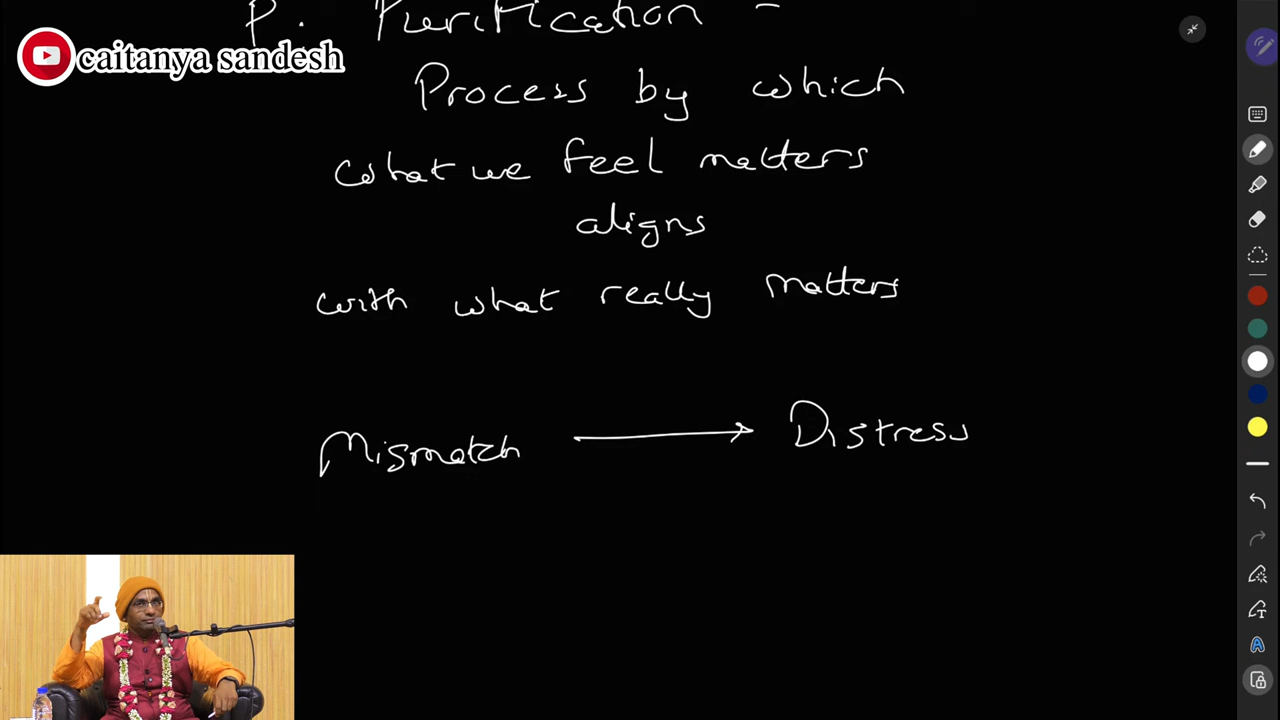 P. Purification =
caitanya sandesh
Process by which
what we feel matters
aligns
with what really matters
Mismatch → Distress